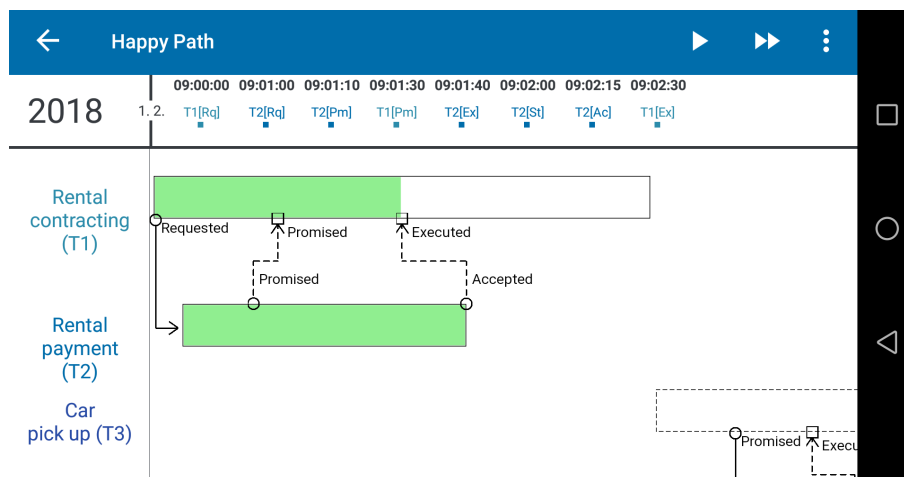 Happy Path
09:00:00 09:01:00 09:01:10 09:01:30 09:01:40 09:02:00 09:02:15 09:02:30
2018
1. 2.
T1[Rq] T2[Rq] T2[Pm] T1[Pm] T2[Ex] T2[St] T2[Ac] T1[Ex]
Rental
contracting
(T1)
Requested
Promised
Executed
Promised
Accepted
Rental
payment
(T2)
Car
pick up (T3)
Promised
Execu